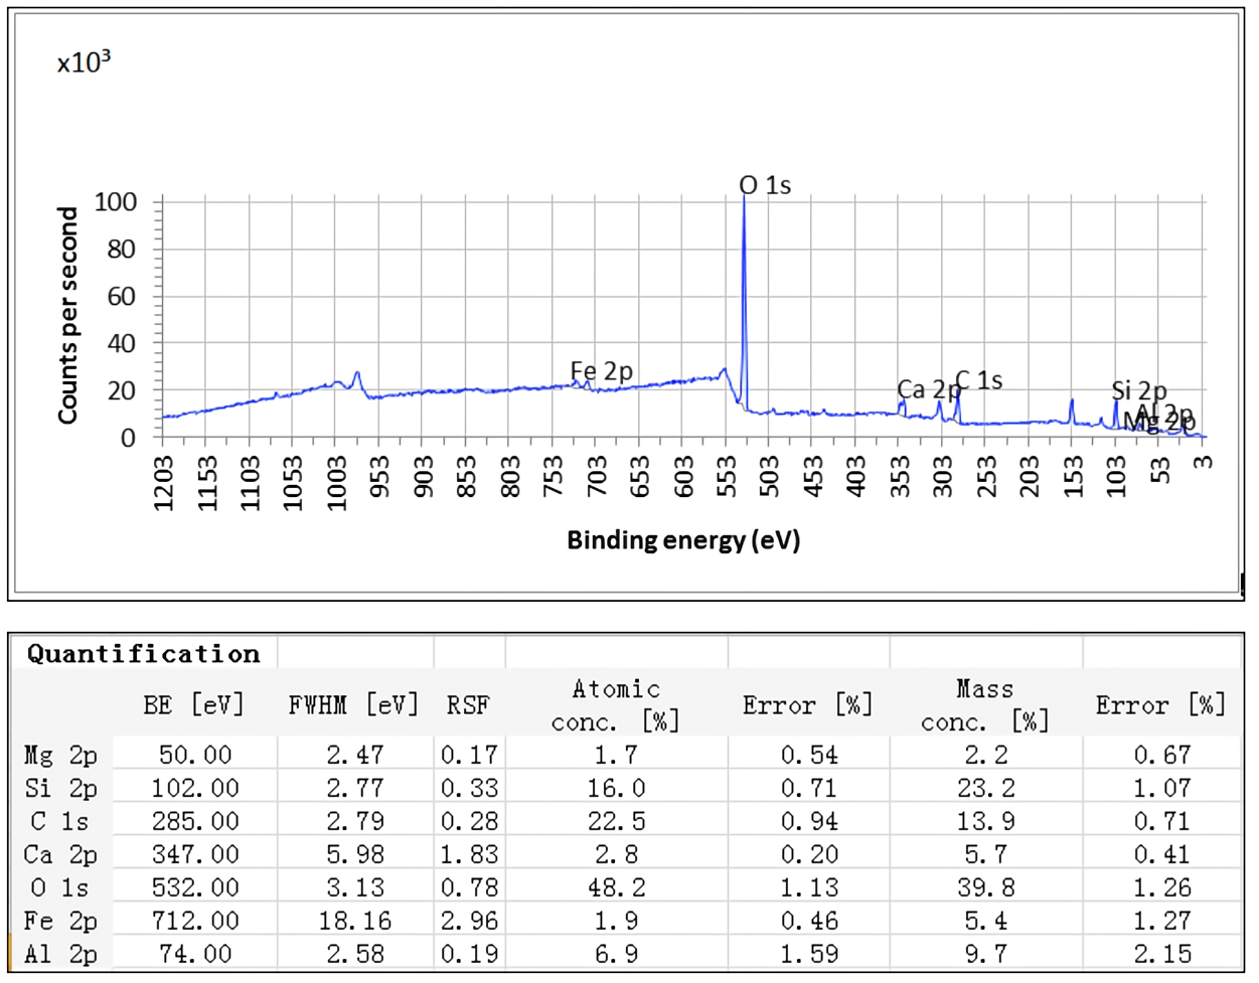 x10³
100
80
60
40
20
0
Counts per second
O 1s
Fe 2p
Ca 2p
C 1s
Si 2p
Al 2p
Mg 2p
1203 1153 1103 1053 1003 953 903 853 803 753 703 653 603 553 503 453 403 353 303 253 203 153 103 53 3
Binding energy (eV)
Quantification
BE [eV] FWHM [eV] RSF Atomic conc. [%] Error [%] Mass conc. [%] Error [%]
Mg 2p 50.00 2.47 0.17 1.7 0.54 2.2 0.67
Si 2p 102.00 2.77 0.33 16.0 0.71 23.2 1.07
C 1s 285.00 2.79 0.28 22.5 0.94 13.9 0.71
Ca 2p 347.00 5.98 1.83 2.8 0.20 5.7 0.41
O 1s 532.00 3.13 0.78 48.2 1.13 39.8 1.26
Fe 2p 712.00 18.16 2.96 1.9 0.46 5.4 1.27
Al 2p 74.00 2.58 0.19 6.9 1.59 9.7 2.15